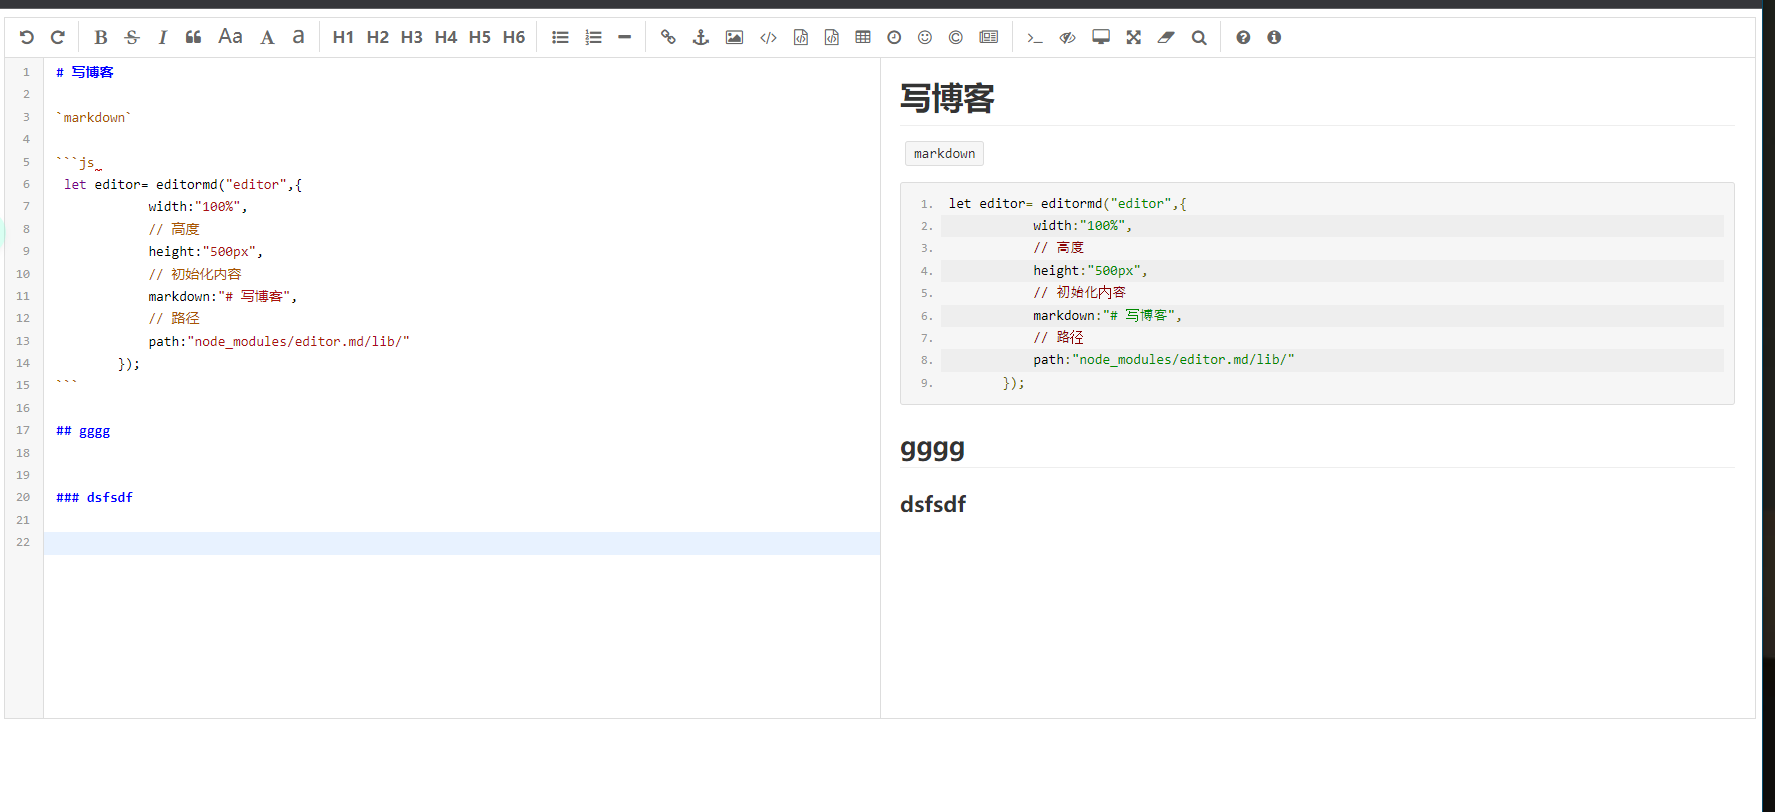 B S I Aa A a H1 H2 H3 H4 H5 H6
1 # 写博客
2
3 `markdown`
4
5 ```js
6 let editor= editormd("editor",{
7 width:"100%",
8 // 高度
9 height:"500px",
10 // 初始化内容
11 markdown:"# 写博客",
12 // 路径
13 path:"node_modules/editor.md/lib/"
14 });
15 ```
16
17 ## gggg
18
19
20 ### dsfsdf
21
22
写博客
markdown
1. let editor= editormd("editor",{
2. width:"100%",
3. // 高度
4. height:"500px",
5. // 初始化内容
6. markdown:"# 写博客",
7. // 路径
8. path:"node_modules/editor.md/lib/"
9. });
gggg
dsfsdf